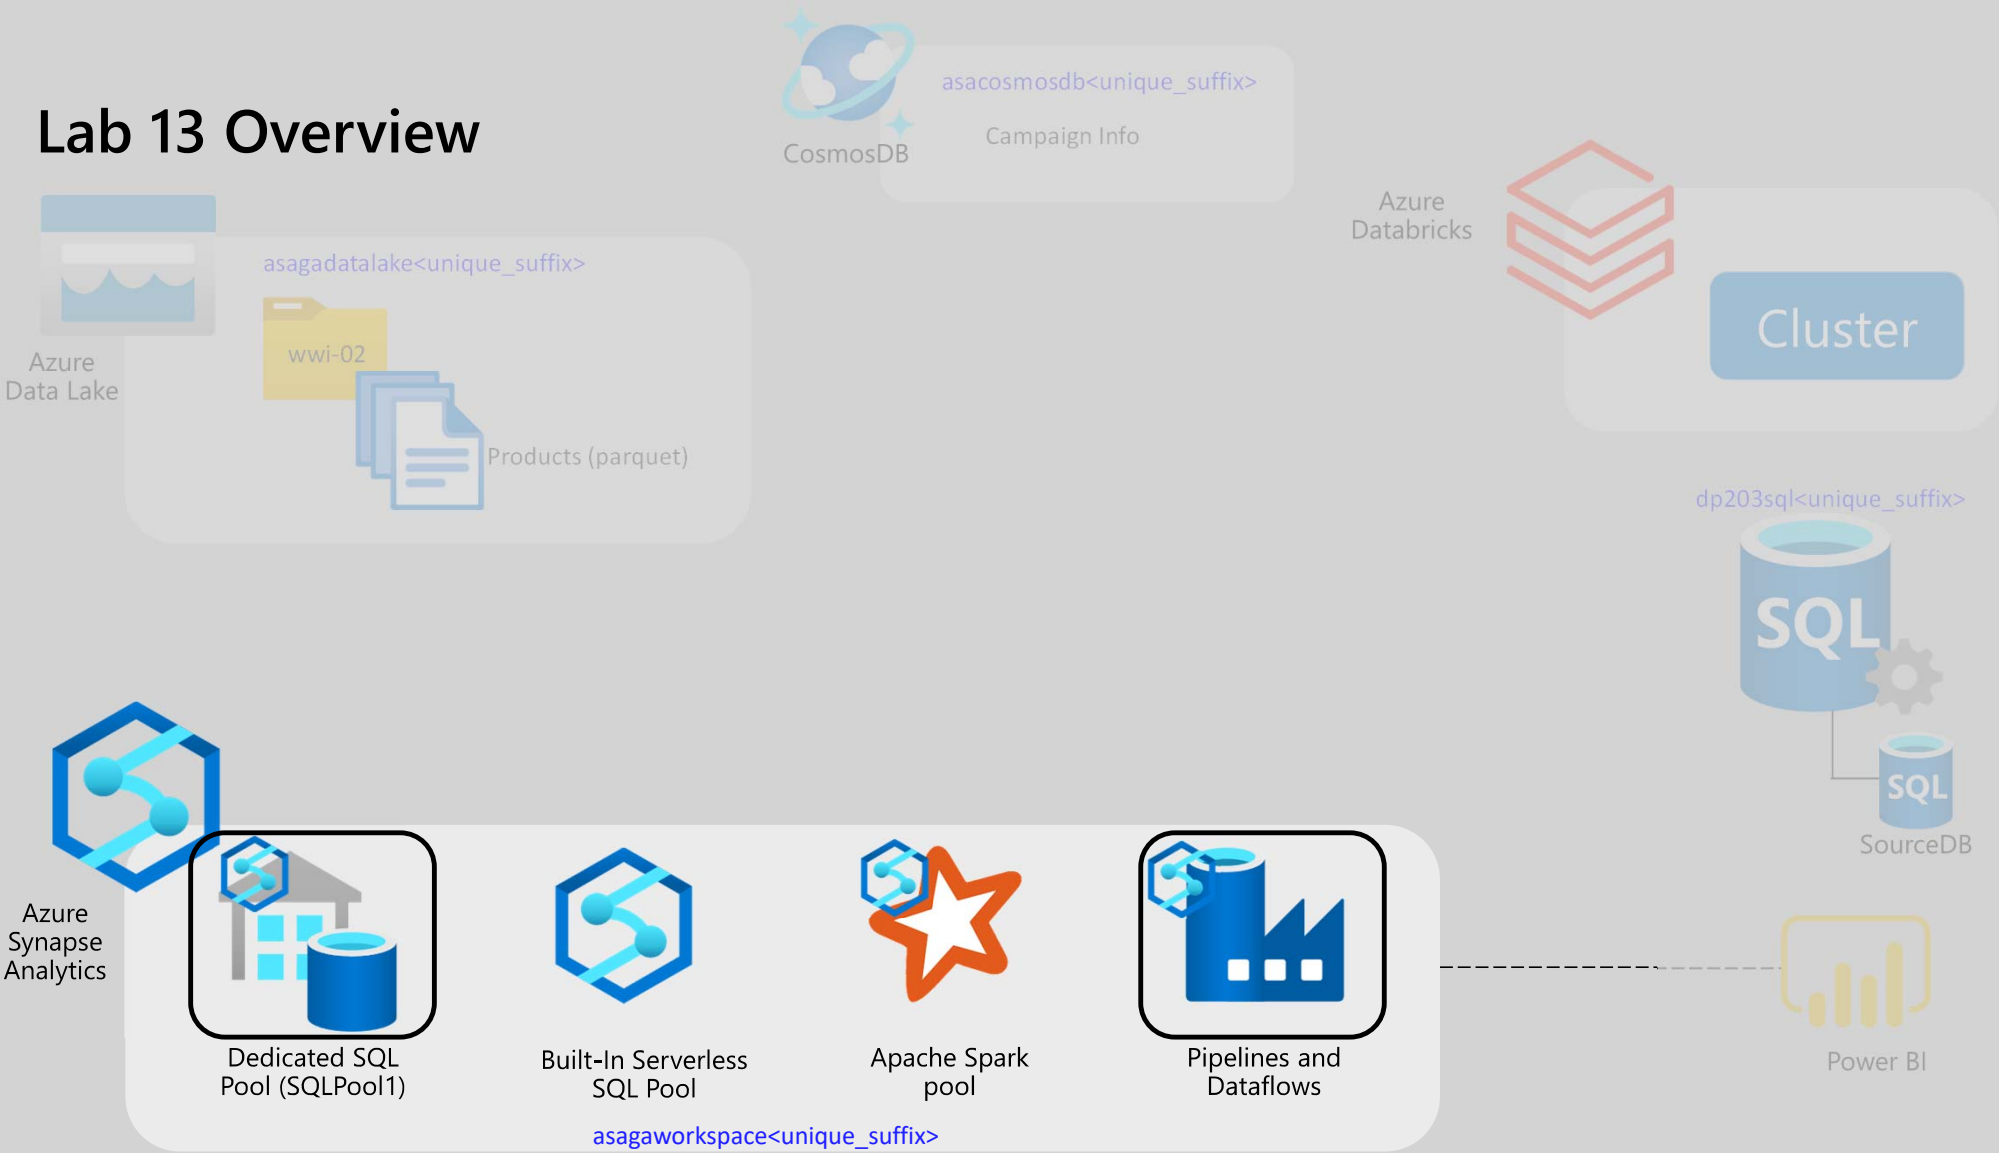 Lab 13 Overview
asacosmosdb<unique_suffix>
Campaign Info
CosmosDB
Azure
Databricks
Cluster
asagadatalake<unique_suffix>
wwi-02
Products (parquet)
Azure
Data Lake
dp203sql<unique_suffix>
SQL
SQL
SourceDB
Azure
Synapse
Analytics
Dedicated SQL
Pool (SQLPool1)
Built-In Serverless
SQL Pool
Apache Spark
pool
Pipelines and
Dataflows
asagaworkspace<unique_suffix>
Power BI